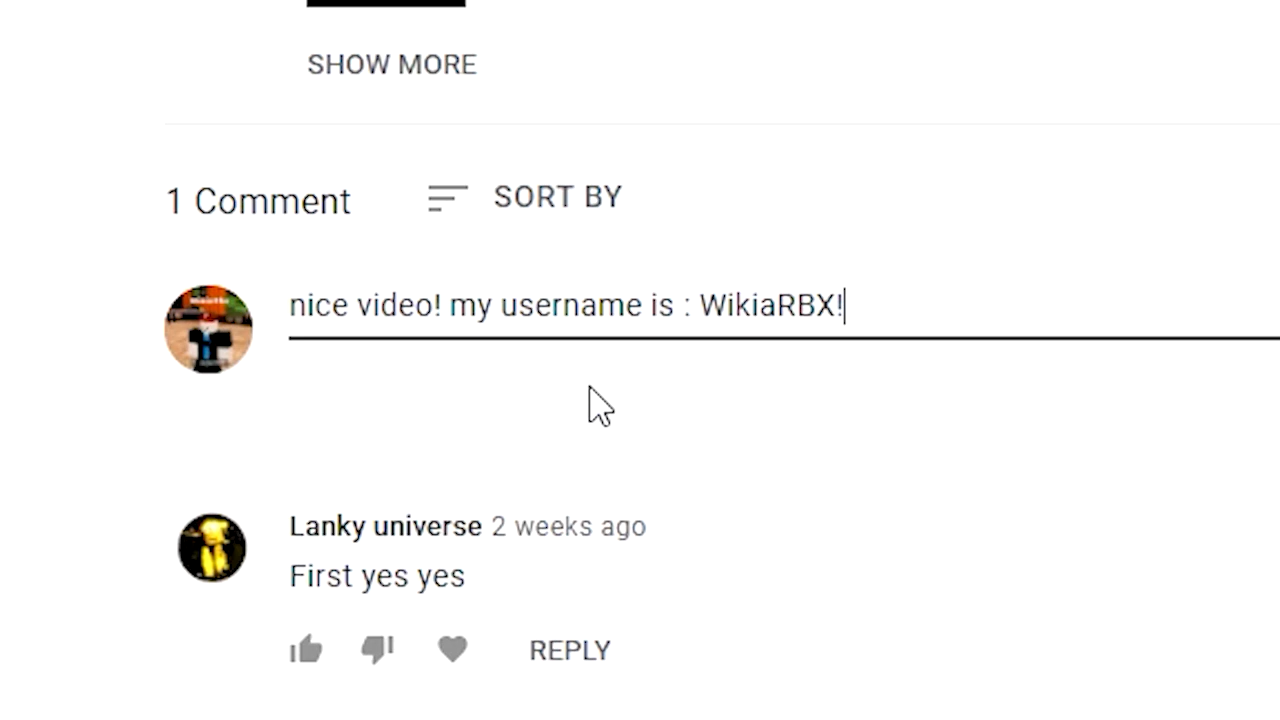 SHOW MORE
1 Comment
SORT BY
nice video! my username is : WikiaRBX!
Lanky universe 2 weeks ago
First yes yes
REPLY